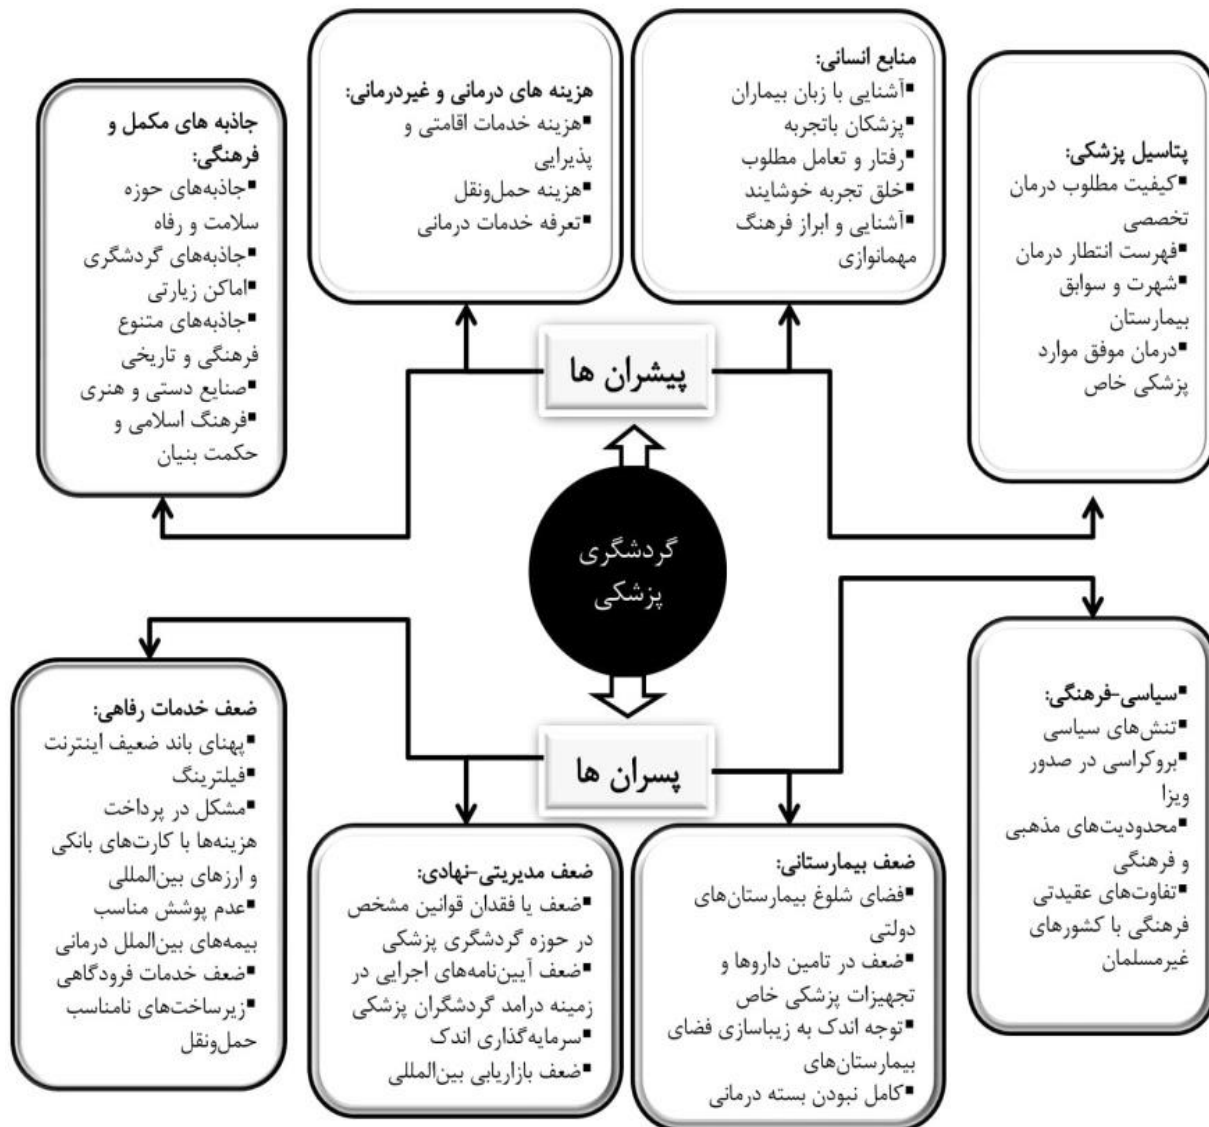 منابع انسانی:
▪آشنایی با زبان بیماران
▪پزشکان باتجربه
▪رفتار و تعامل مطلوب
▪خلق تجربه خوشایند
▪آشنایی و ابراز فرهنگ
مهمانوازی
هزینه های درمانی و غیردرمانی:
▪هزینه خدمات اقامتی و
پذیرایی
▪هزینه حمل‌ونقل
▪تعرفه خدمات درمانی
پتاسیل پزشکی:
▪کیفیت مطلوب درمان
تخصصی
▪فهرست انتظار درمان
▪شهرت و سوابق
بیمارستان
▪درمان موفق موارد
پزشکی خاص
جاذبه های مکمل و
فرهنگی:
▪جاذبه‌های حوزه
سلامت و رفاه
▪جاذبه‌های گردشگری
▪اماکن زیارتی
▪جاذبه‌های متنوع
فرهنگی و تاریخی
▪صنایع دستی و هنری
▪فرهنگ اسلامی و
حکمت بنیان
پیشران ها
گردشگری
پزشکی
پسران ها
▪سیاسی-فرهنگی:
▪تنش‌های سیاسی
▪بروکراسی در صدور
ویزا
▪محدودیت‌های مذهبی
و فرهنگی
▪تفاوت‌های عقیدتی
فرهنگی با کشورهای
غیرمسلمان
ضعف بیمارستانی:
▪فضای شلوغ بیمارستان‌های
دولتی
▪ضعف در تامین داروها و
تجهیزات پزشکی خاص
▪توجه اندک به زیباسازی فضای
بیمارستان‌های
▪کامل نبودن بسته درمانی
ضعف مدیریتی-نهادی:
▪ضعف یا فقدان قوانین مشخص
در حوزه گردشگری پزشکی
▪ضعف آیین‌نامه‌های اجرایی در
زمینه درامد گردشگران پزشکی
▪سرمایه‌گذاری اندک
▪ضعف بازاریابی بین‌المللی
ضعف خدمات رفاهی:
▪پهنای باند ضعیف اینترنت
▪فیلترینگ
▪مشکل در پرداخت
هزینه‌ها با کارت‌های بانکی
و ارزهای بین‌المللی
▪عدم پوشش مناسب
بیمه‌های بین‌الملل درمانی
▪ضعف خدمات فرودگاهی
▪زیرساخت‌های نامناسب
حمل‌ونقل